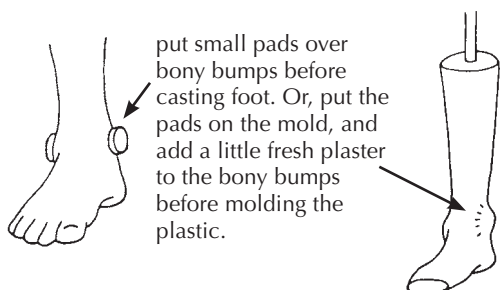 put small pads over
bony bumps before
casting foot. Or, put the
pads on the mold, and
add a little fresh plaster
to the bony bumps
before molding the
plastic.